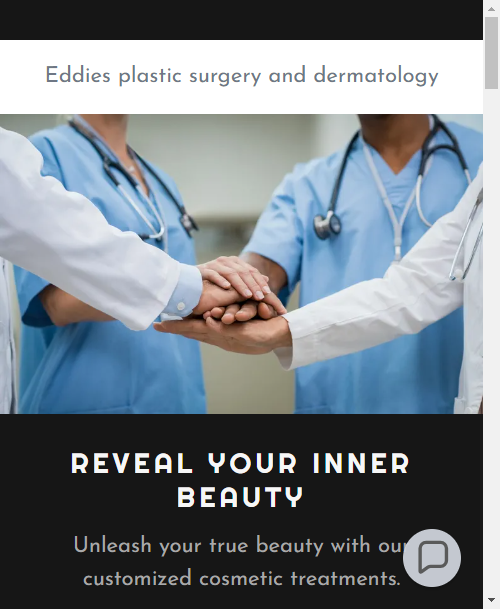 Eddies plastic surgery and dermatology
REVEAL YOUR INNER
BEAUTY
Unleash your true beauty with our
customized cosmetic treatments.